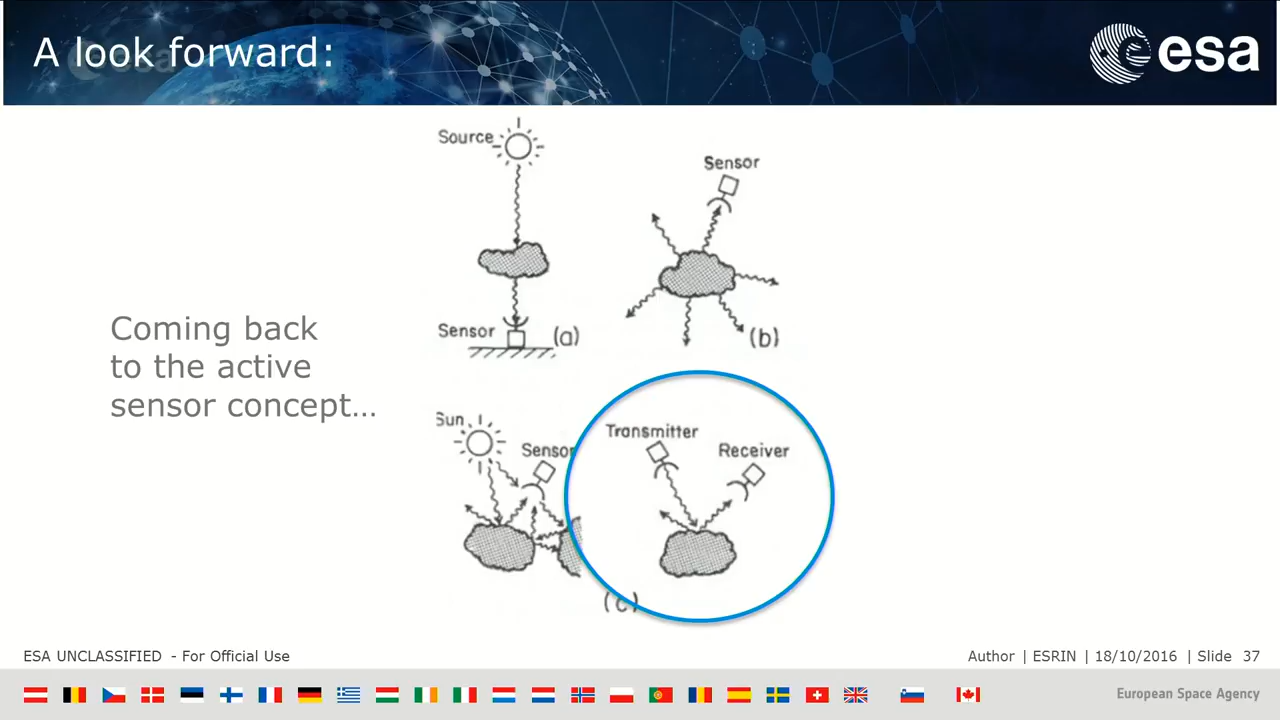 A look forward:
esa
Source
Sensor
Sensor
(a)
(b)
Coming back
to the active
sensor concept...
Sun
Sensor
Transmitter
Receiver
(c)
ESA UNCLASSIFIED - For Official Use
Author | ESRIN | 18/10/2016 | Slide 37
European Space Agency